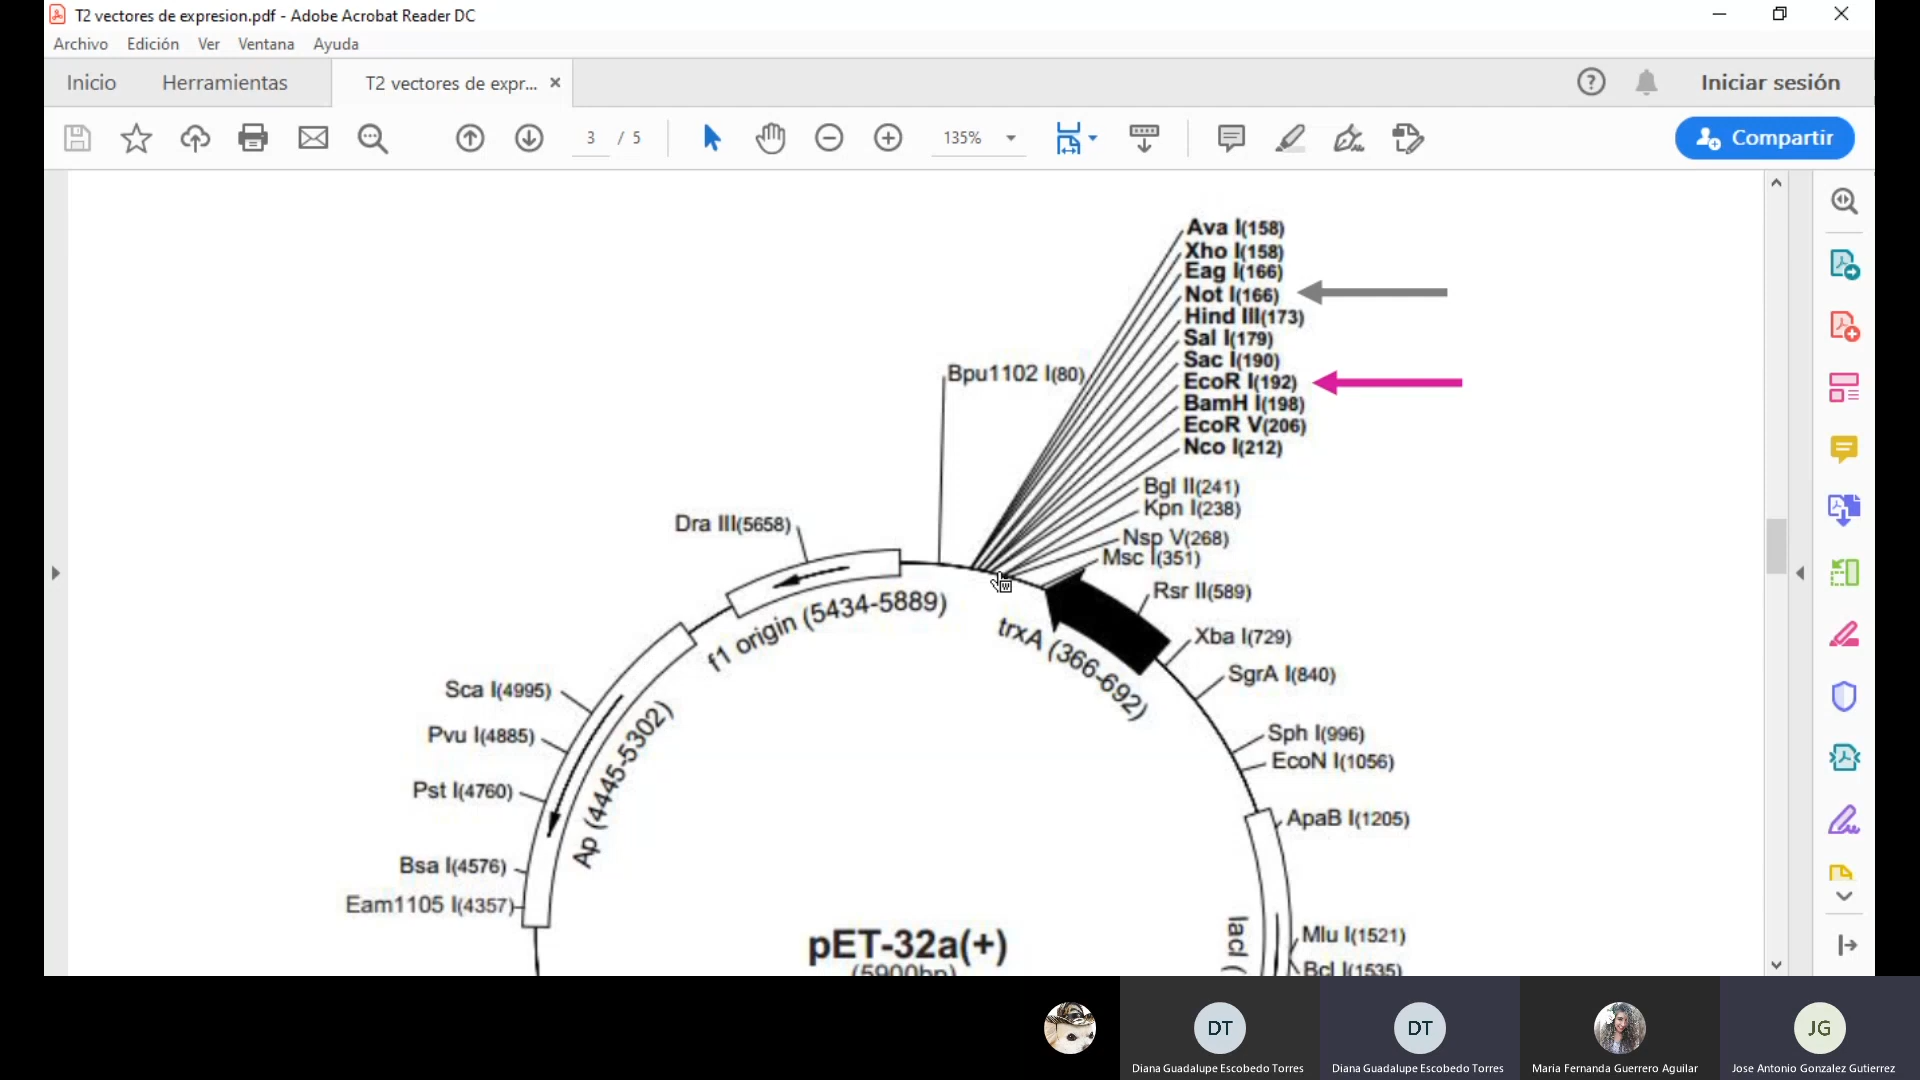 T2 vectores de expresion.pdf - Adobe Acrobat Reader DC
Archivo Edición Ver Ventana Ayuda
Inicio Herramientas T2 vectores de expr... × Iniciar sesión
3 / 5 135% Compartir
Ava I(158)
Xho I(158)
Eag I(166)
Not I(166)
Hind III(173)
Sal I(179)
Sac I(190)
EcoR I(192)
BamH I(198)
EcoR V(206)
Nco I(212)
Bpu1102 I(80)
Bgl II(241)
Kpn I(238)
Nsp V(268)
Msc I(351)
Dra III(5658)
Rsr II(589)
f1 origin (5434-5889)
trxA (366-692)
Xba I(729)
SgrA I(840)
Sca I(4995)
Pvu I(4885)
Pst I(4760)
Ap (4445-5302)
Sph I(996)
EcoN I(1056)
ApaB I(1205)
Bsa I(4576)
Eam1105 I(4357)
pET-32a(+)
(5900bp)
lacI (
Mlu I(1521)
Bcl I(1535)
DT DT JG
Diana Guadalupe Escobedo Torres Diana Guadalupe Escobedo Torres Maria Fernanda Guerrero Aguilar Jose Antonio Gonzalez Gutierrez